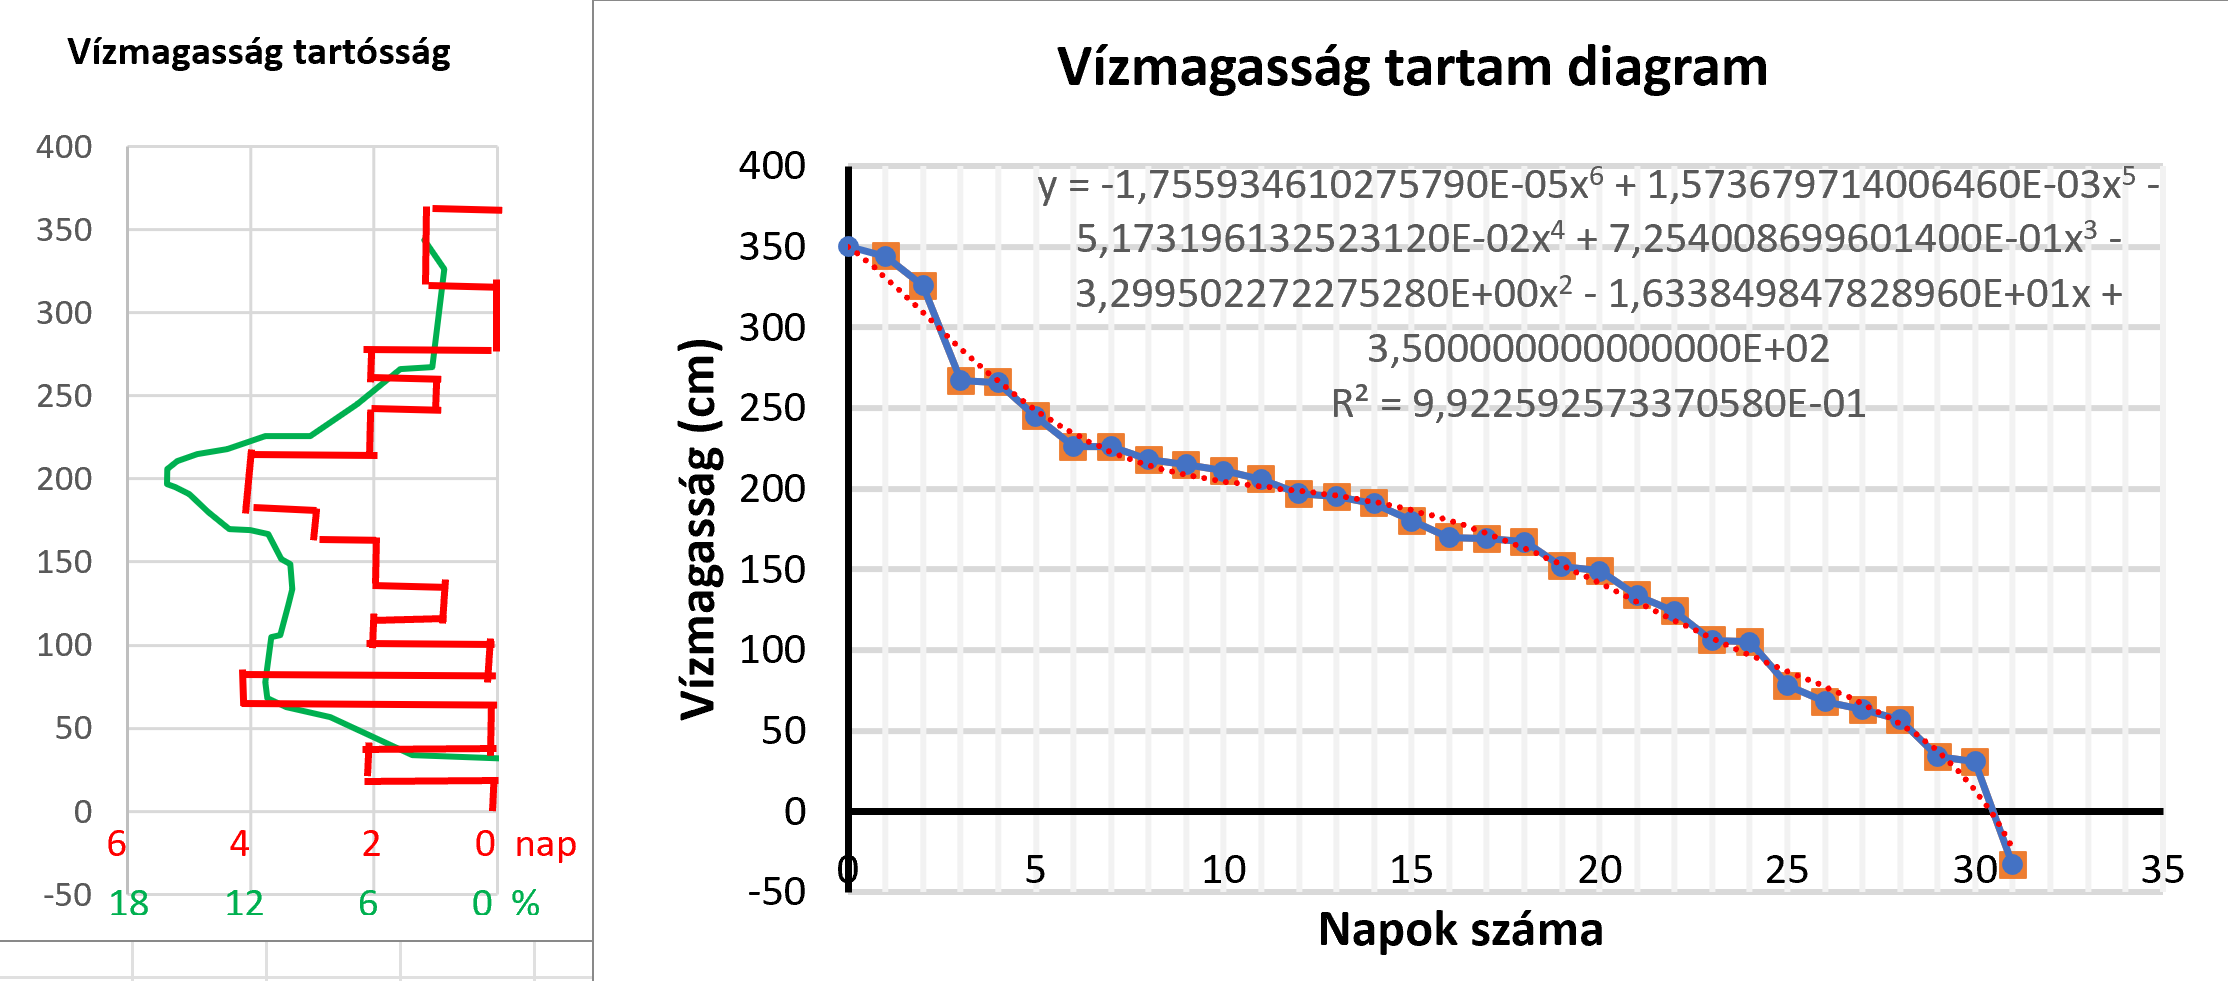 Vízmagasság tartósság
400
350
300
250
200
150
100
50
0
-50
6 4 2 0 nap
18 12 6 0 %
Vízmagasság tartam diagram
y = -1,755934610275790E-05x⁶ + 1,573679714006460E-03x⁵ -
5,173196132523120E-02x⁴ + 7,254008699601400E-01x³ -
3,299502272275280E+00x² - 1,633849847828960E+01x +
3,500000000000000E+02
R² = 9,922592573370580E-01
Vízmagasság (cm)
400
350
300
250
200
150
100
50
0
-50
0 5 10 15 20 25 30 35
Napok száma